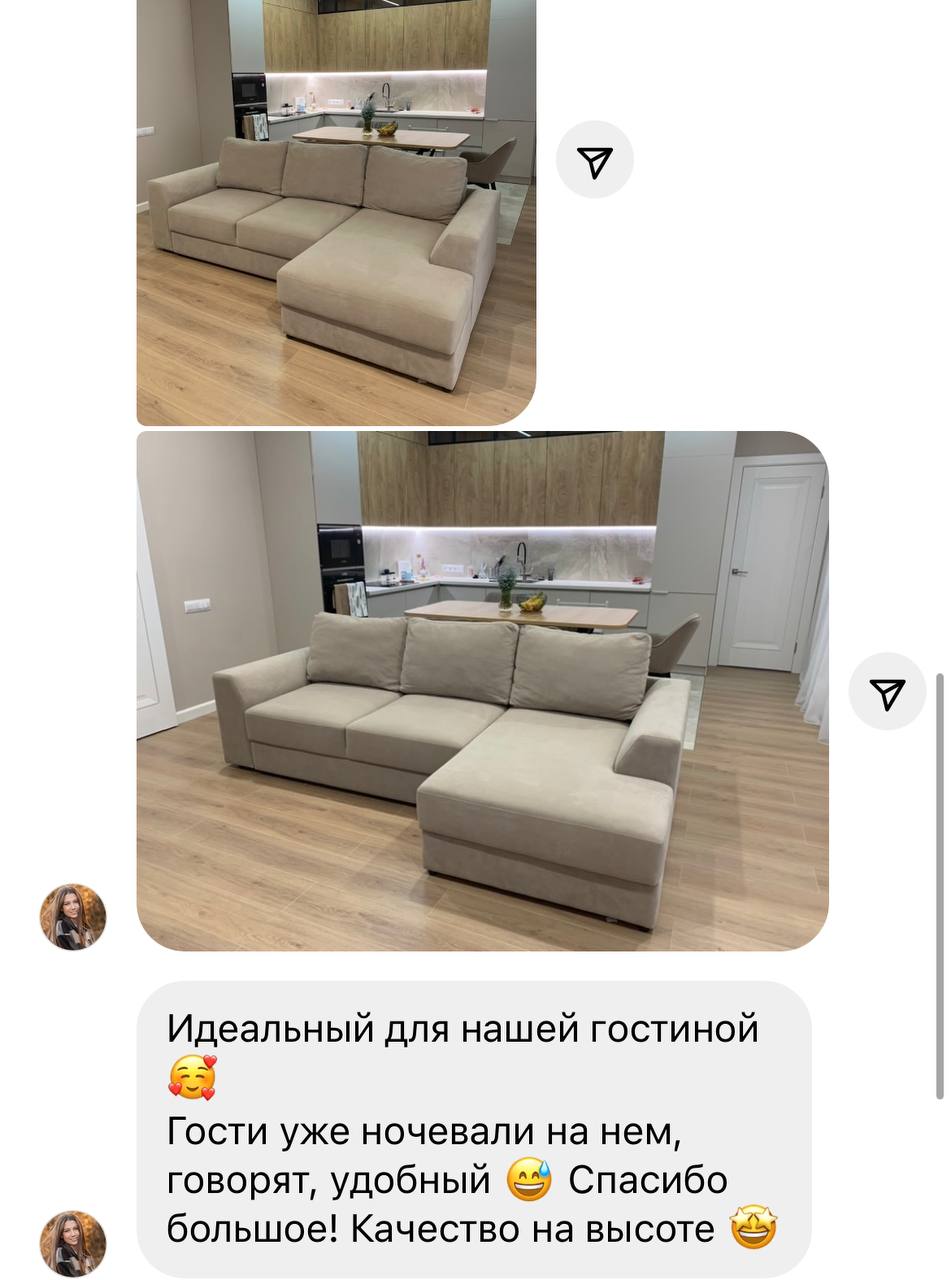 Идеальный для нашей гостиной
🥰
Гости уже ночевали на нем,
говорят, удобный 😅 Спасибо
большое! Качество на высоте 🤩